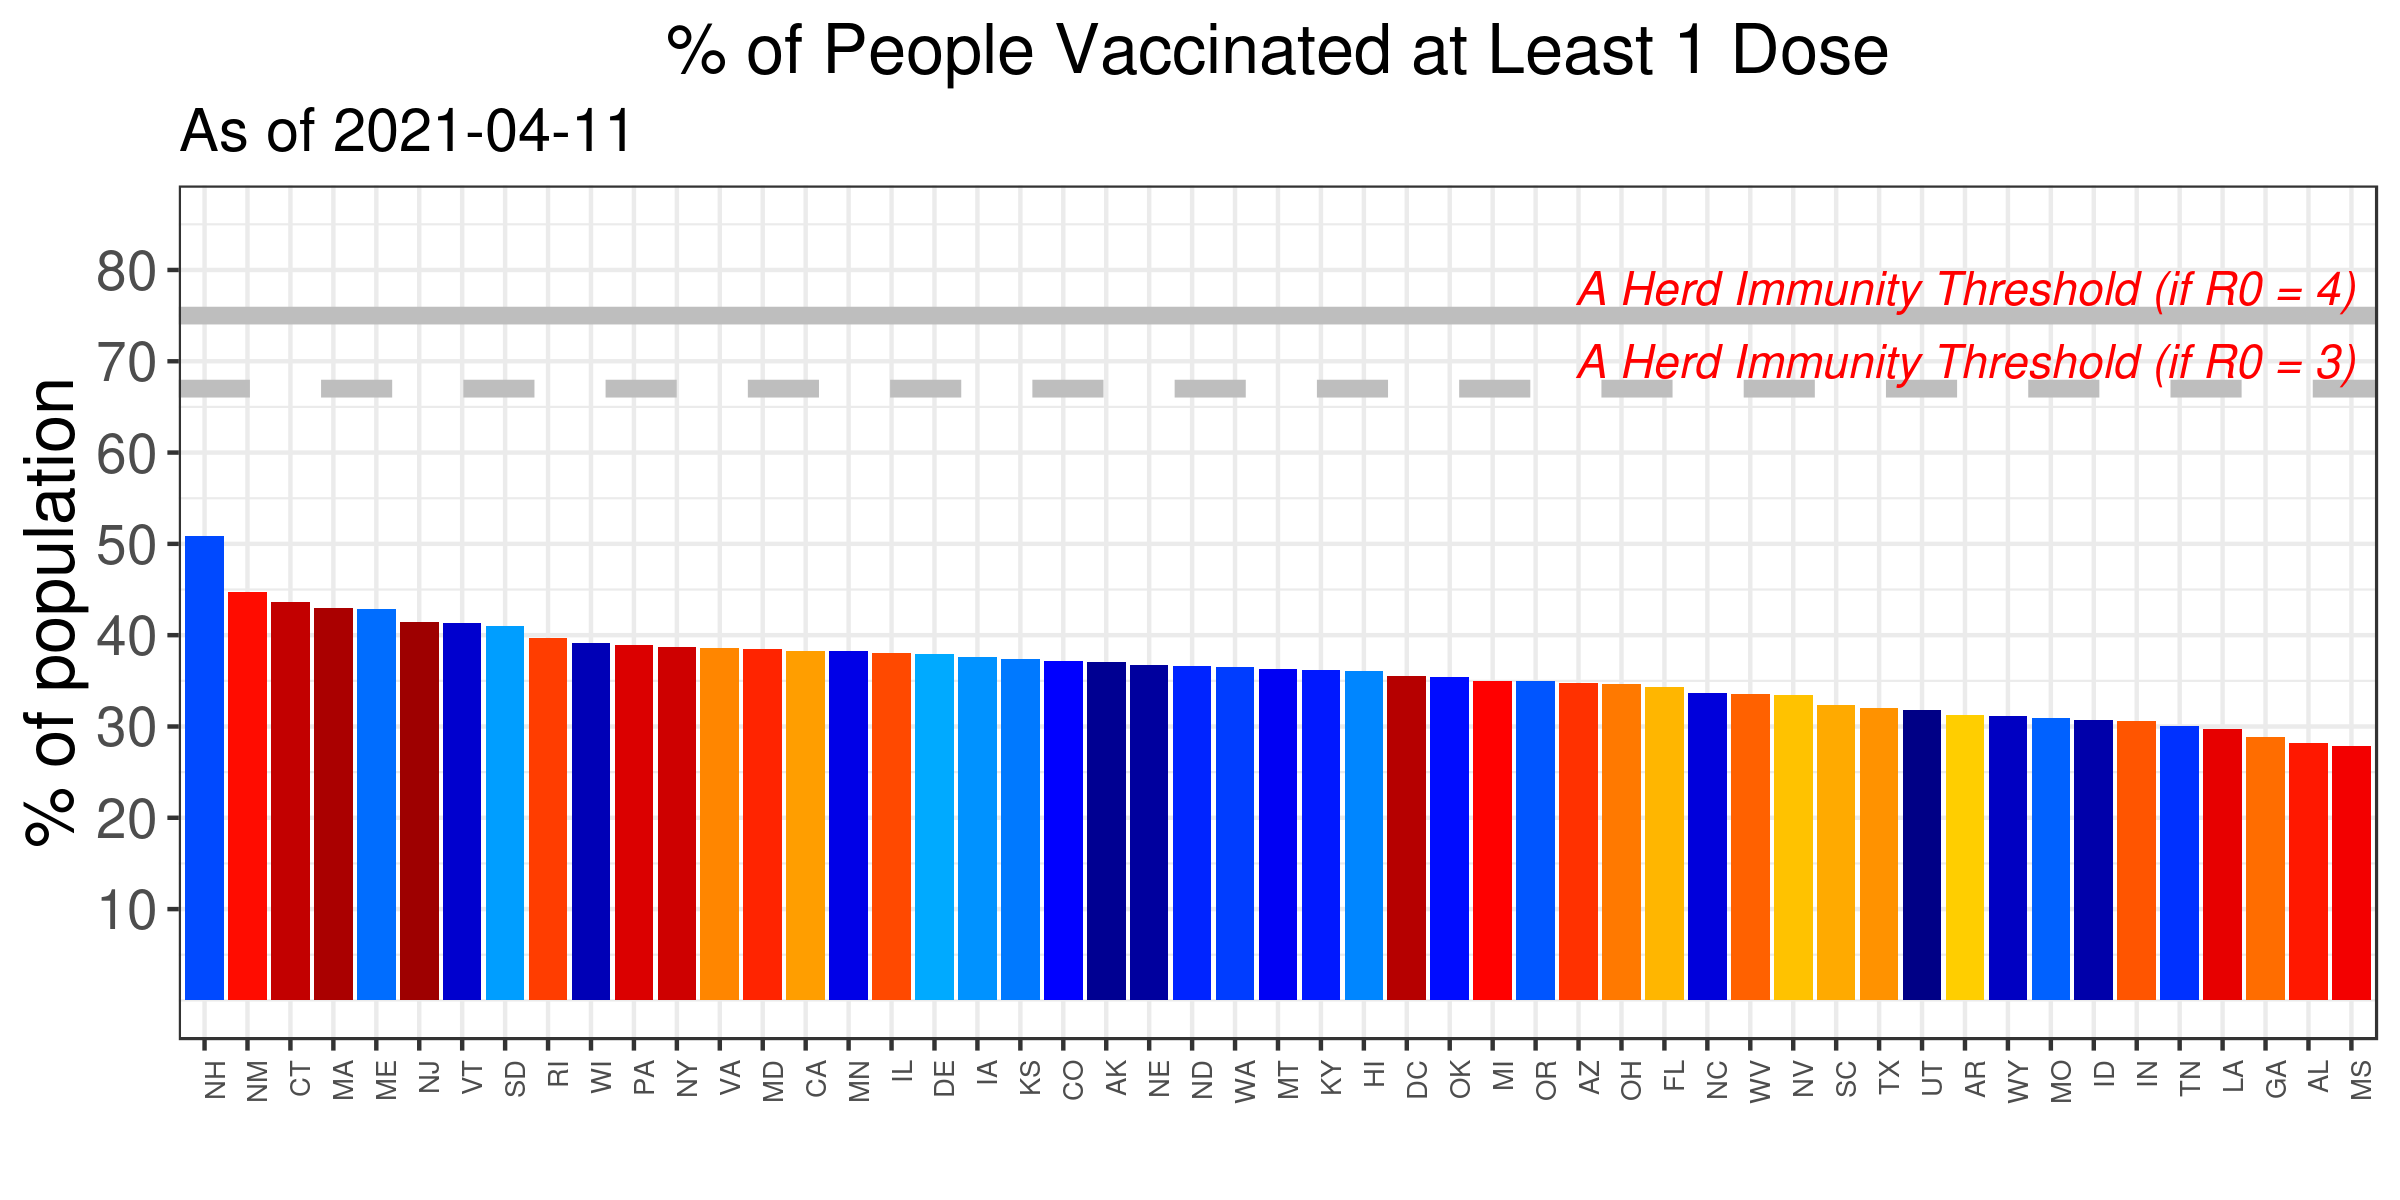 % of People Vaccinated at Least 1 Dose
As of 2021-04-11
% of population
80
70
60
50
40
30
20
10
A Herd Immunity Threshold (if R0 = 4)
A Herd Immunity Threshold (if R0 = 3)
NH NM CT MA ME NJ VT SD RI WI PA NY VA MD CA MN IL DE IA KS CO AK NE ND WA MT KY HI DC OK MI OR AZ OH FL NC WV NV SC TX UT AR WY MO ID IN TN LA GA AL MS